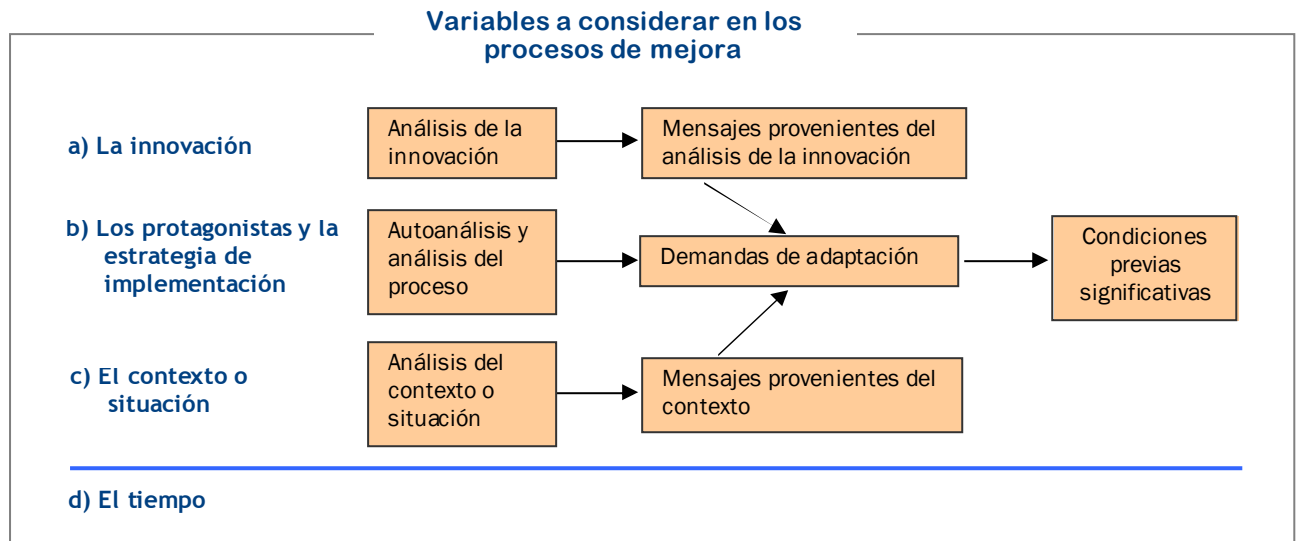 Variables a considerar en los
procesos de mejora
a) La innovación
Análisis de la
innovación
Mensajes provenientes del
análisis de la innovación
b) Los protagonistas y la
estrategia de
implementación
Autoanálisis y
análisis del
proceso
Demandas de adaptación
Condiciones
previas
significativas
c) El contexto o
situación
Análisis del
contexto o
situación
Mensajes provenientes del
contexto
d) El tiempo